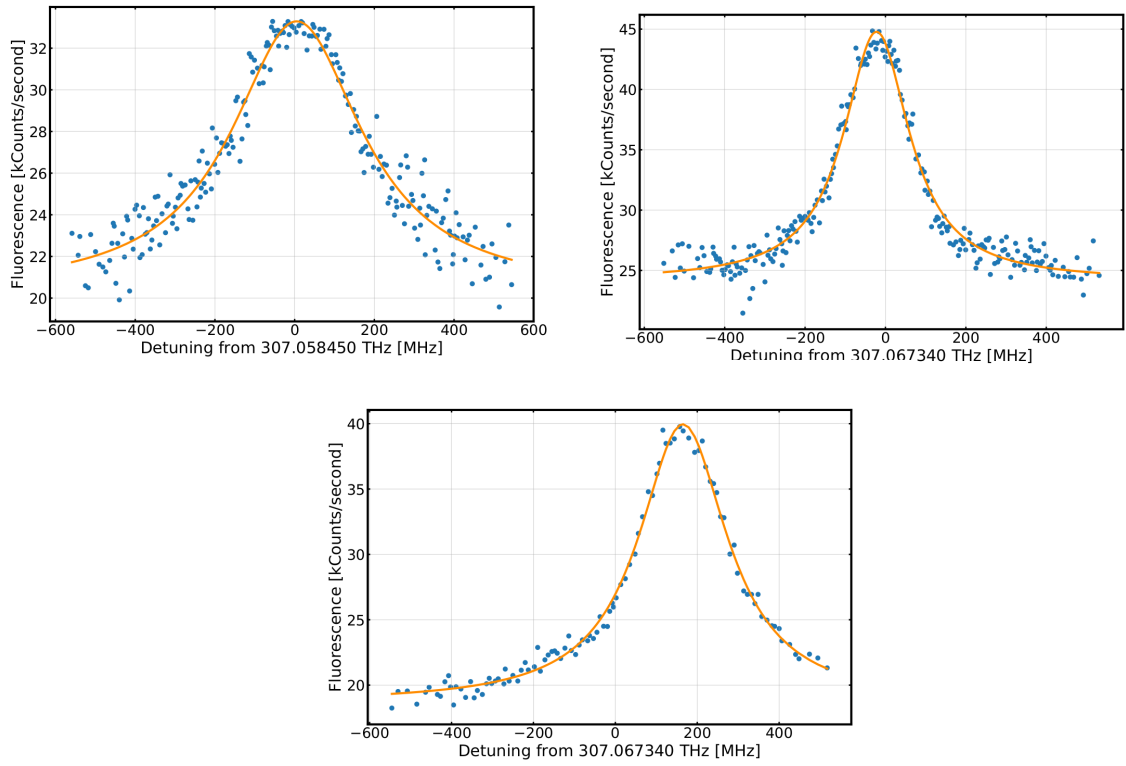 32
30
28
26
24
22
20
Fluorescence [kCounts/second]
−600 −400 −200 0 200 400 600
Detuning from 307.058450 THz [MHz]
45
40
35
30
25
Fluorescence [kCounts/second]
−600 −400 −200 0 200 400
Detuning from 307.067340 THz [MHz]
40
35
30
25
20
Fluorescence [kCounts/second]
−600 −400 −200 0 200 400
Detuning from 307.067340 THz [MHz]